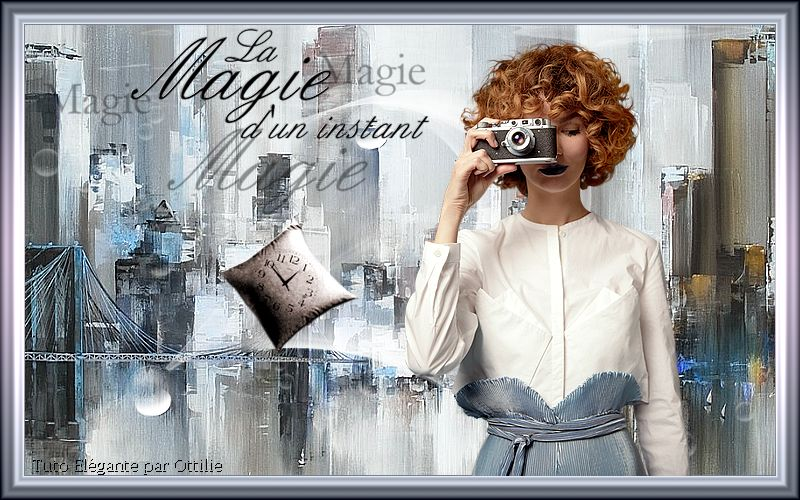 La
Magie
Magie
Magie
d'un instant
Magie
Tuto Elégante par Ottilie